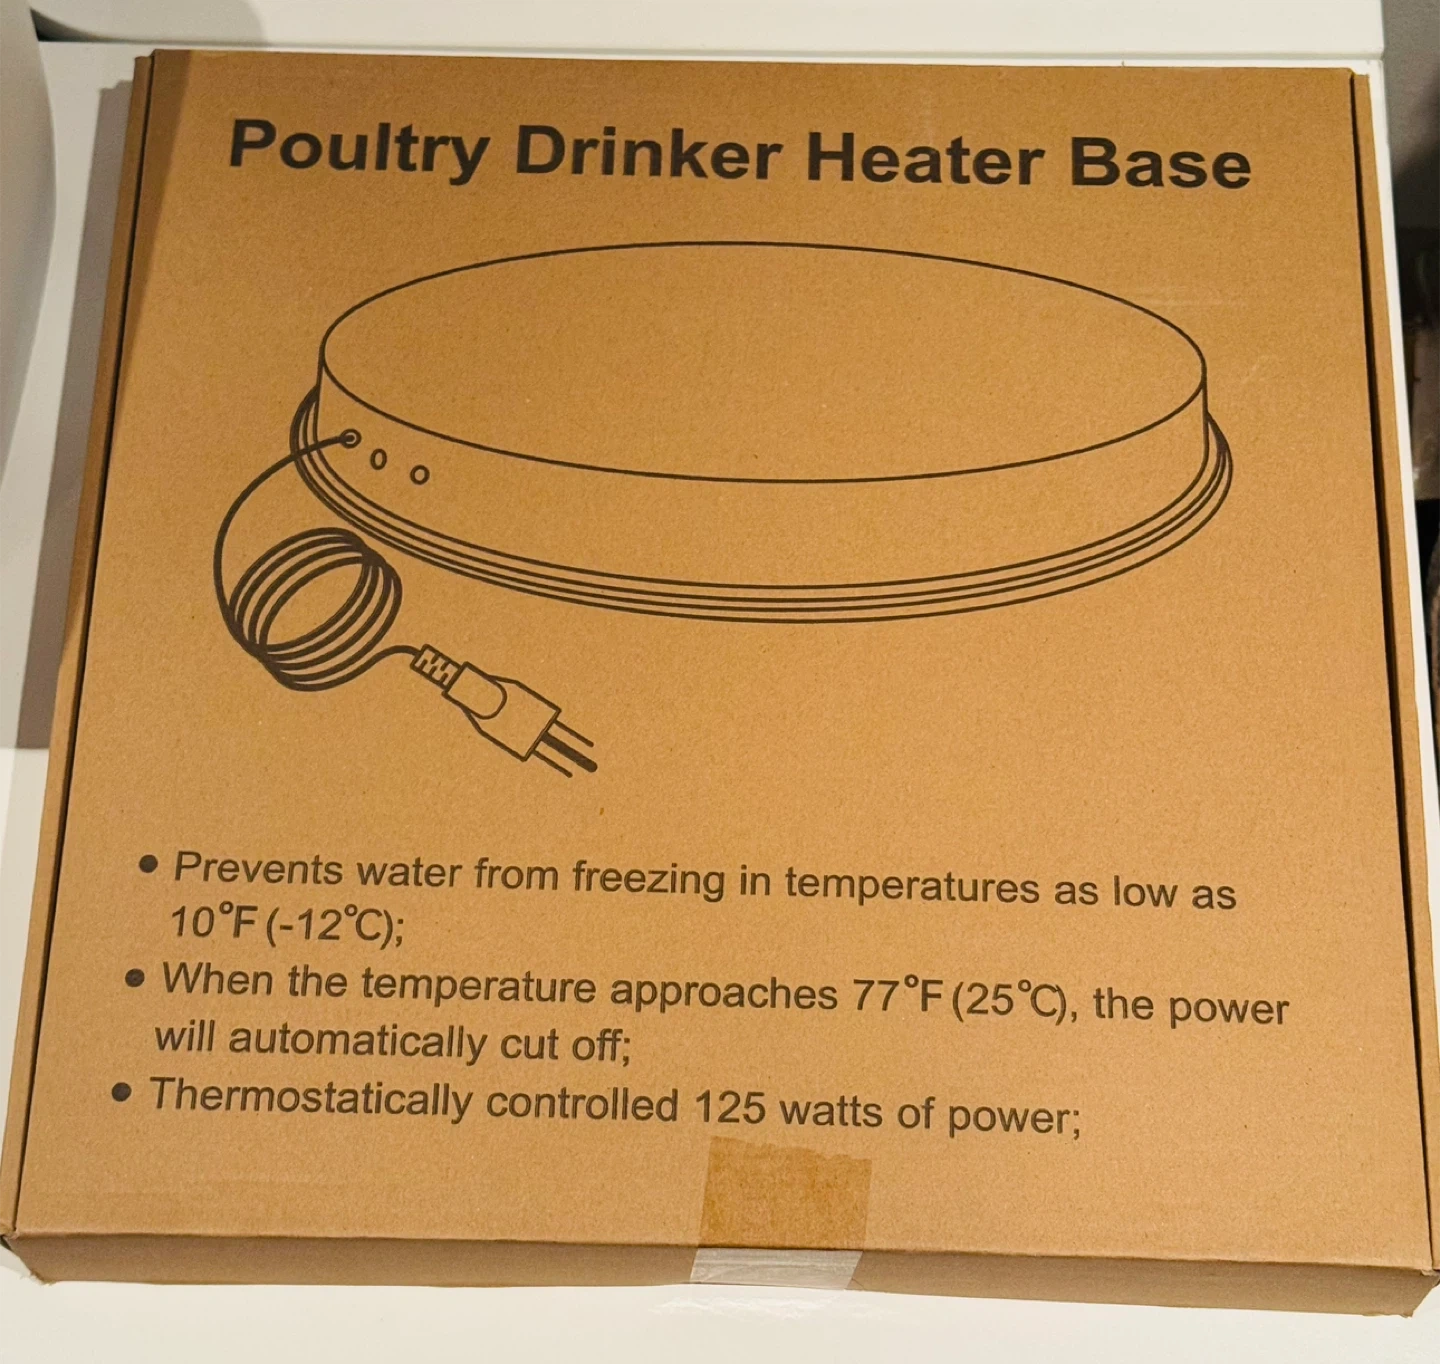 Poultry Drinker Heater Base
● Prevents water from freezing in temperatures as low as
10°F (-12℃);
● When the temperature approaches 77°F (25℃), the power
will automatically cut off;
● Thermostatically controlled 125 watts of power;